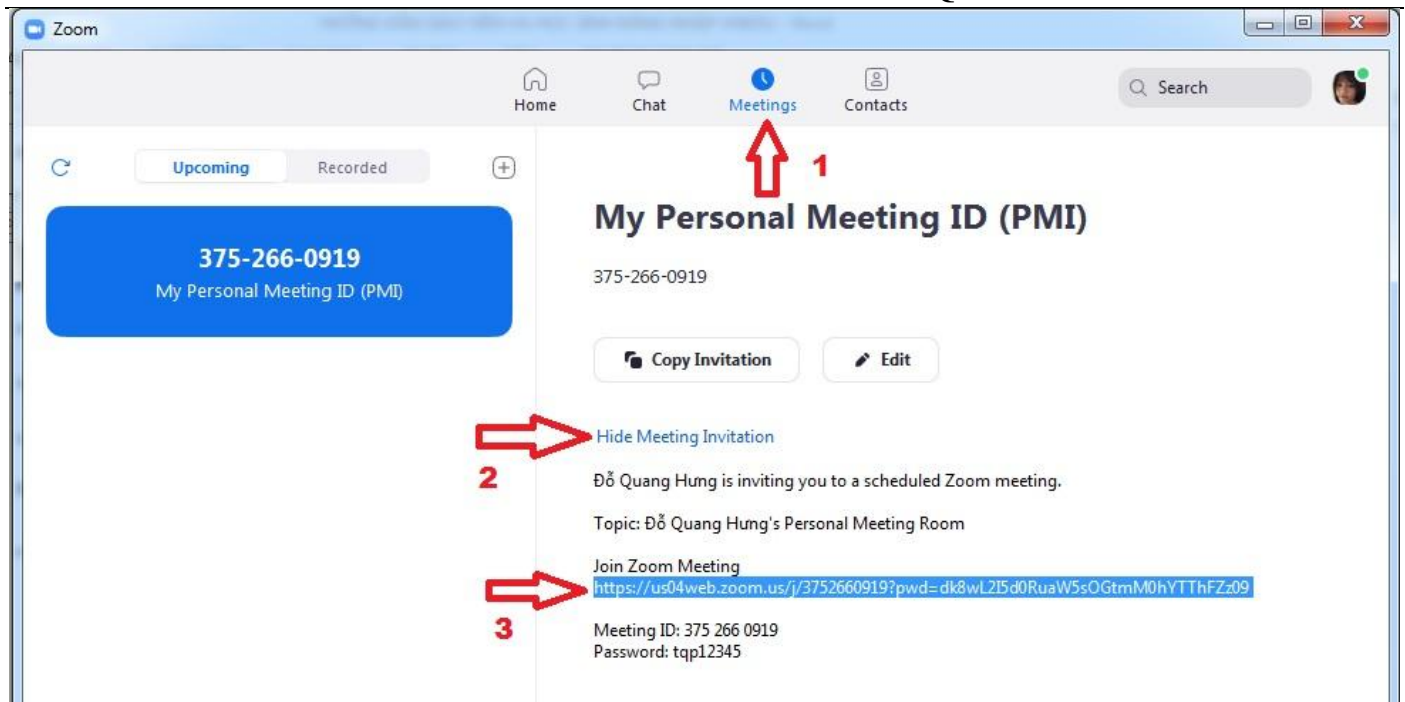 Zoom
Home
Chat
Meetings
Contacts
Search
Upcoming
Recorded
1
My Personal Meeting ID (PMI)
375-266-0919
My Personal Meeting ID (PMI)
375-266-0919
Copy Invitation
Edit
2
Hide Meeting Invitation
Đỗ Quang Hưng is inviting you to a scheduled Zoom meeting.
Topic: Đỗ Quang Hưng's Personal Meeting Room
Join Zoom Meeting
https://us04web.zoom.us/j/3752660919?pwd=dk8wL2I5d0RuaW5sOGtmM0hYTThFZz09
3
Meeting ID: 375 266 0919
Password: tqp12345